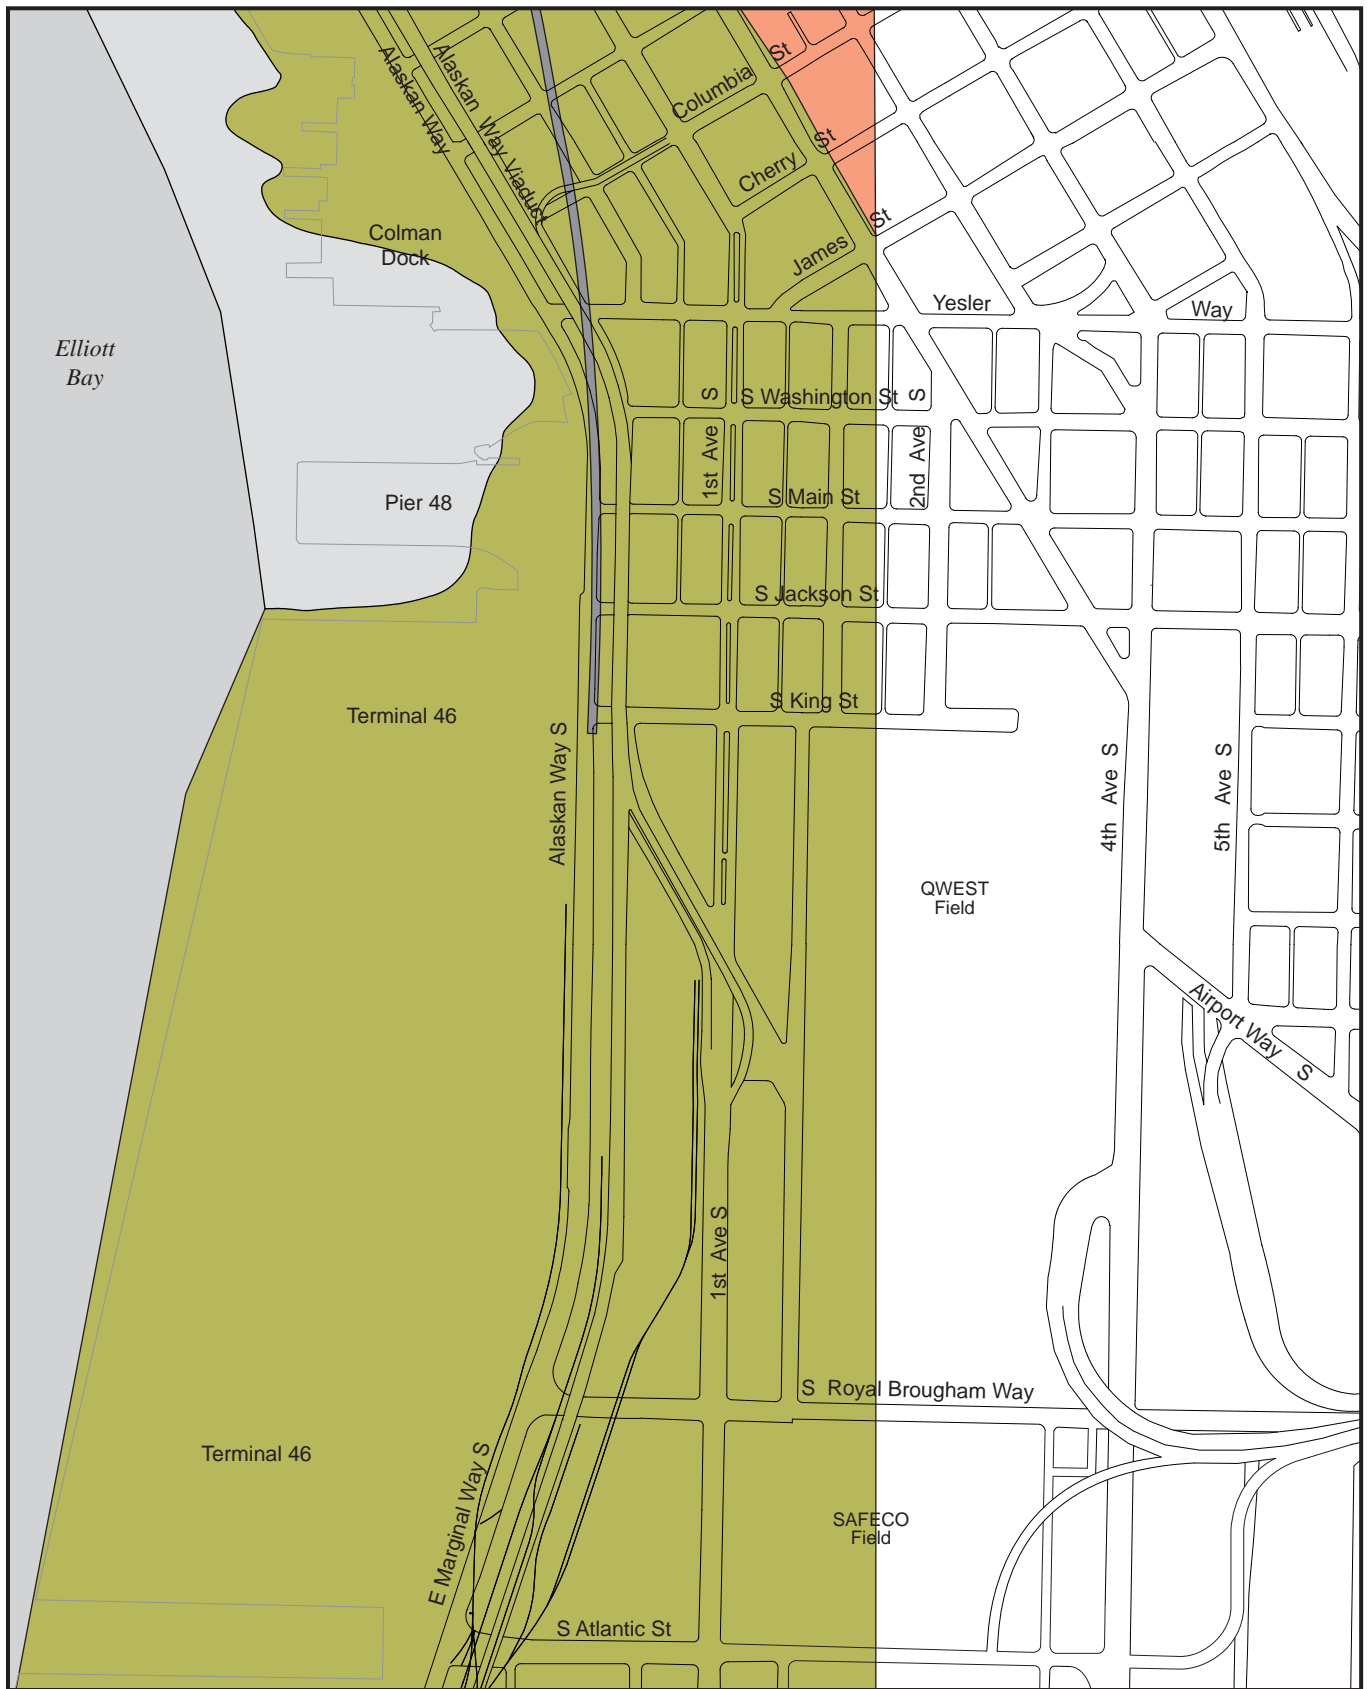 Alaskan Way
Alaskan Way Viaduct
Columbia St
Cherry St
James St
Colman
Dock
Yesler Way
Elliott
Bay
S Washington St
1st Ave S
2nd Ave S
S Main St
Pier 48
S Jackson St
S King St
Terminal 46
Alaskan Way S
4th Ave S
5th Ave S
QWEST
Field
Airport Way S
1st Ave S
S Royal Brougham Way
Terminal 46
E Marginal Way S
SAFECO
Field
S Atlantic St